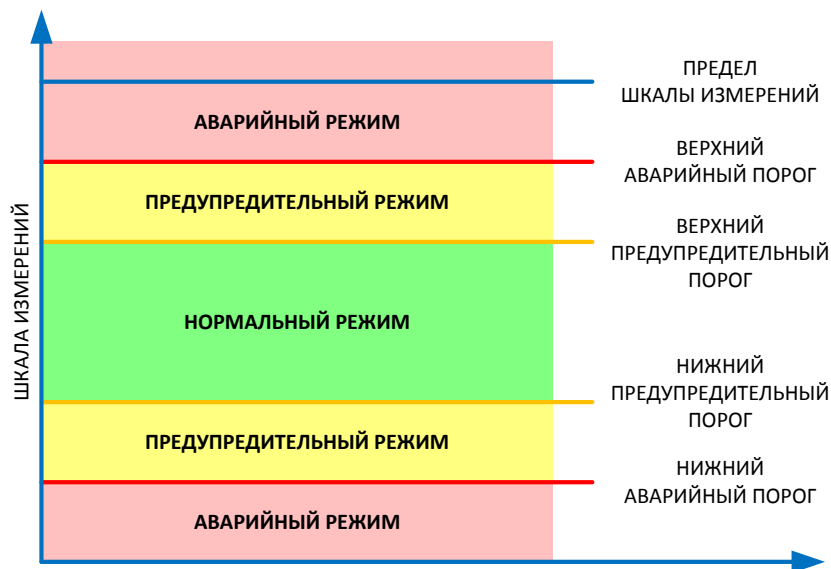 ПРЕДЕЛ
ШКАЛЫ ИЗМЕРЕНИЙ
АВАРИЙНЫЙ РЕЖИМ
ВЕРХНИЙ
АВАРИЙНЫЙ ПОРОГ
ПРЕДУПРЕДИТЕЛЬНЫЙ РЕЖИМ
ВЕРХНИЙ
ПРЕДУПРЕДИТЕЛЬНЫЙ
ПОРОГ
НОРМАЛЬНЫЙ РЕЖИМ
ШКАЛА ИЗМЕРЕНИЙ
НИЖНИЙ
ПРЕДУПРЕДИТЕЛЬНЫЙ
ПОРОГ
ПРЕДУПРЕДИТЕЛЬНЫЙ РЕЖИМ
НИЖНИЙ
АВАРИЙНЫЙ ПОРОГ
АВАРИЙНЫЙ РЕЖИМ